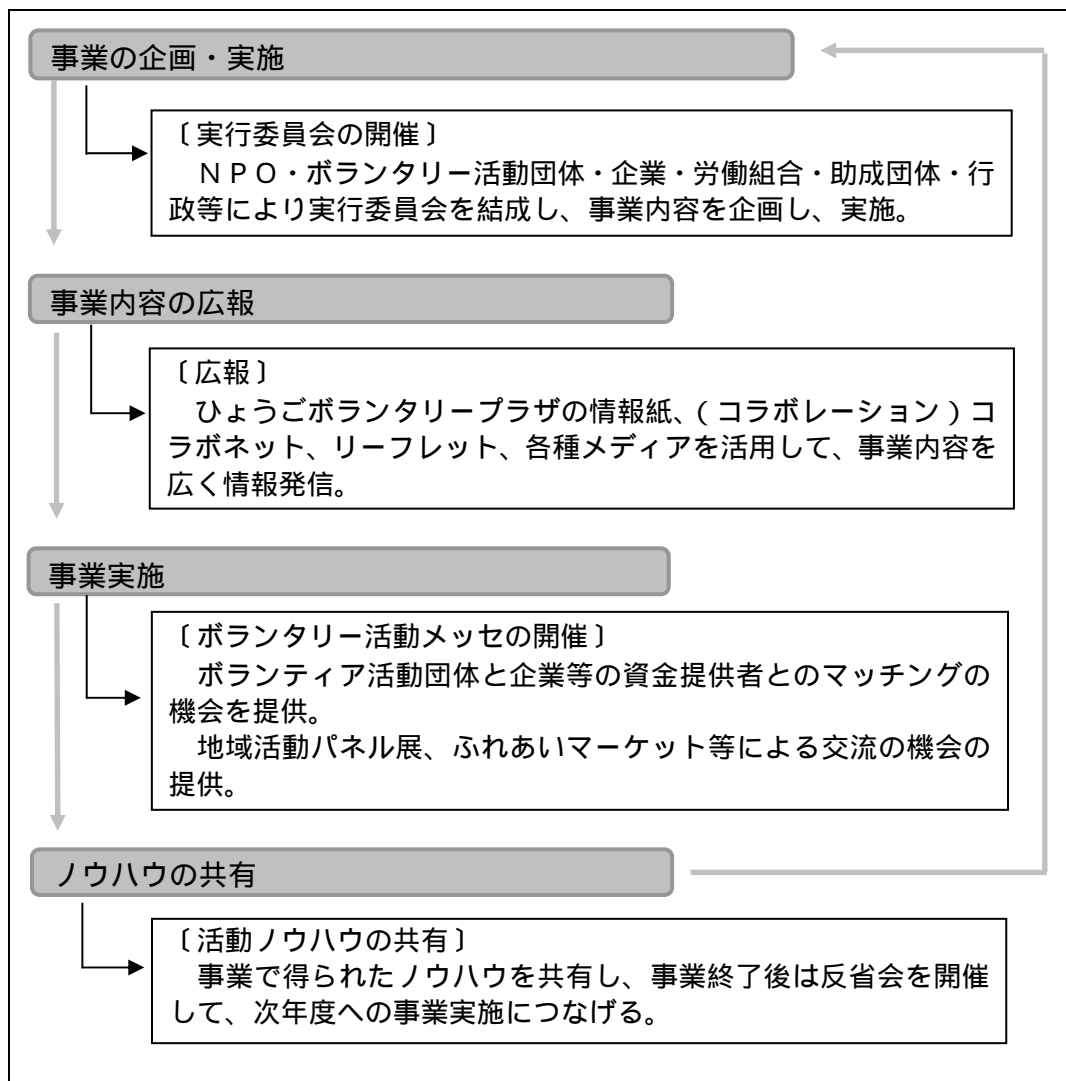 事業の企画・実施
〔実行委員会の開催〕
　ＮＰＯ・ボランタリー活動団体・企業・労働組合・助成団体・行
政等により実行委員会を結成し、事業内容を企画し、実施。
事業内容の広報
〔広報〕
　ひょうごボランタリープラザの情報紙、（コラボレーション）コ
ラボネット、リーフレット、各種メディアを活用して、事業内容を
広く情報発信。
事業実施
〔ボランタリー活動メッセの開催〕
　ボランティア活動団体と企業等の資金提供者とのマッチングの
機会を提供。
　地域活動パネル展、ふれあいマーケット等による交流の機会の
提供。
ノウハウの共有
〔活動ノウハウの共有〕
　事業で得られたノウハウを共有し、事業終了後は反省会を開催
して、次年度への事業実施につなげる。